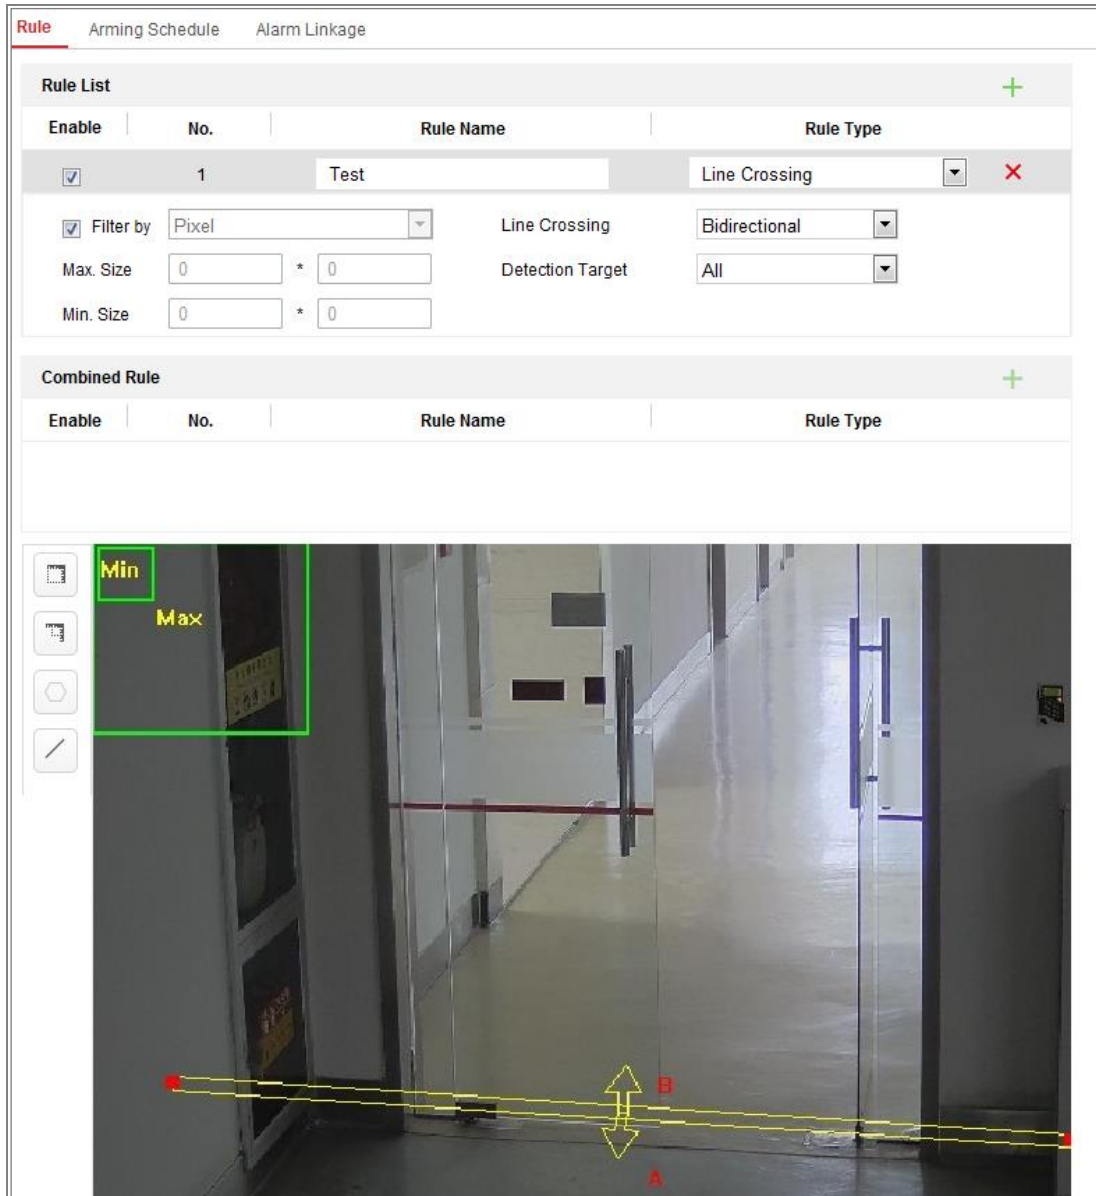 Rule Arming Schedule Alarm Linkage
Rule List
Enable No. Rule Name Rule Type
1 Test Line Crossing
Filter by Pixel Line Crossing Bidirectional
Max. Size 0 * 0 Detection Target All
Min. Size 0 * 0
Combined Rule
Enable No. Rule Name Rule Type
Min
Max
B
A